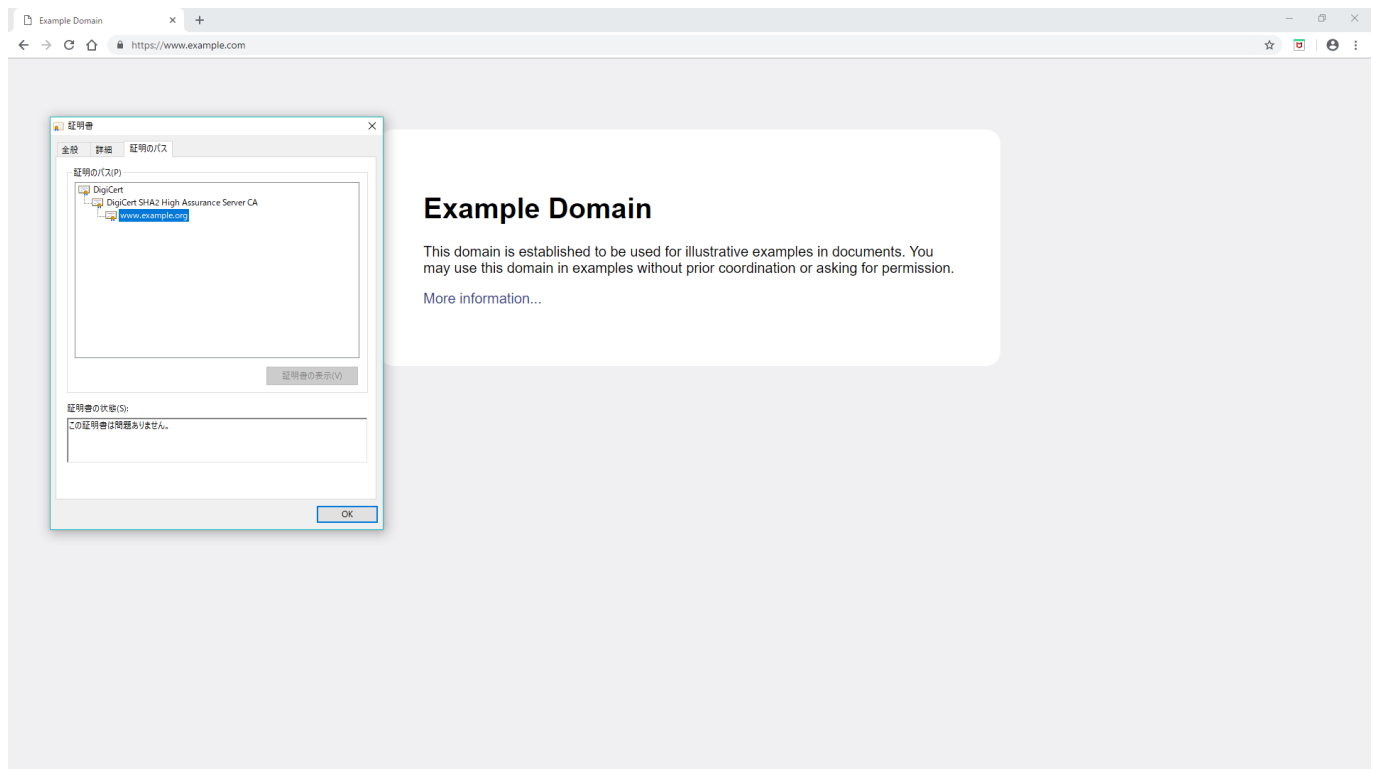 Example Domain
https://www.example.com
証明書
全般 詳細 証明のパス
証明のパス(P)
DigiCert
DigiCert SHA2 High Assurance Server CA
www.example.org
証明書の表示(V)
証明書の状態(S):
この証明書は問題ありません。
OK
Example Domain
This domain is established to be used for illustrative examples in documents. You
may use this domain in examples without prior coordination or asking for permission.
More information...